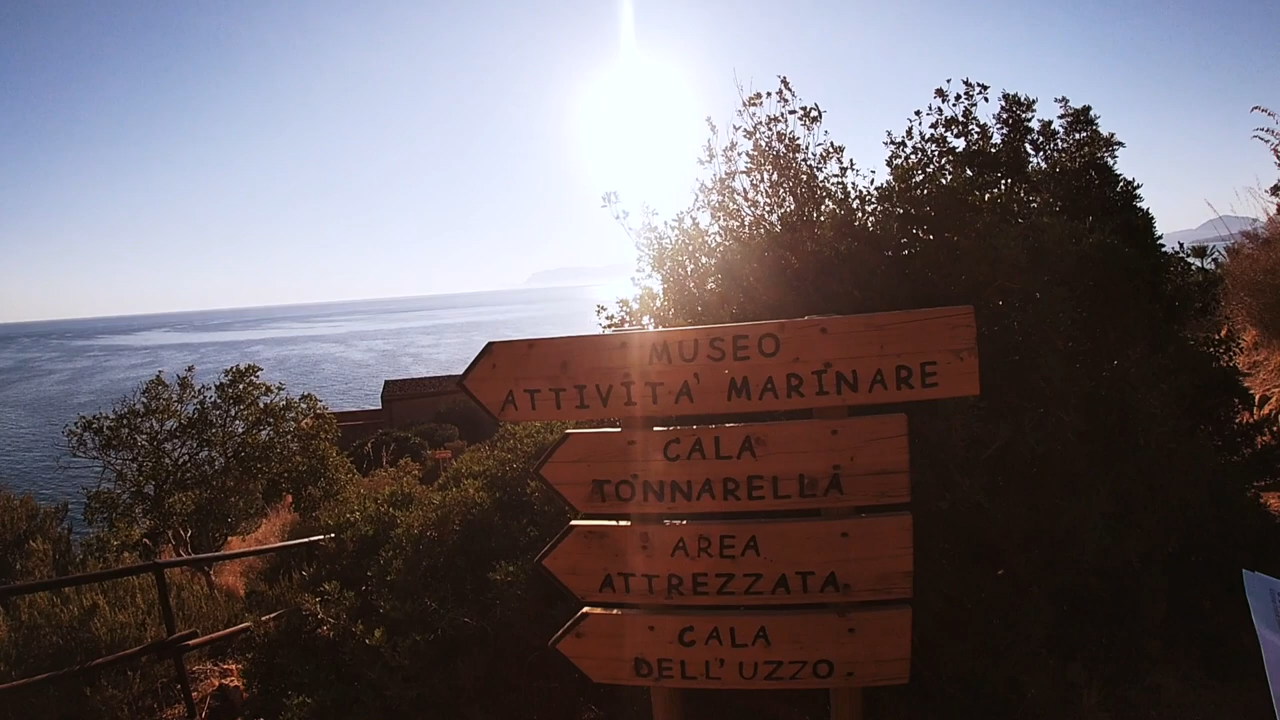 MUSEO
ATTIVITA' MARINARE
CALA
TONNARELLA
AREA
ATTREZZATA
CALA
DELL'UZZO